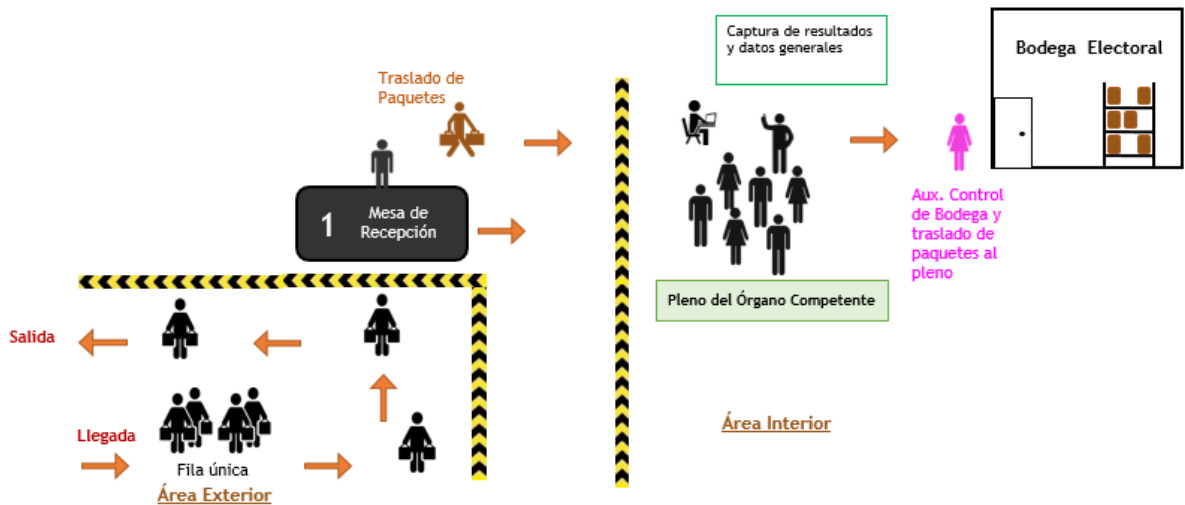 Captura de resultados
y datos generales
Bodega Electoral
Traslado de
Paquetes
1
Mesa de
Recepción
Aux. Control
de Bodega y
traslado de
paquetes al
pleno
Pleno del Órgano Competente
Salida
Llegada
Fila única
Área Exterior
Área Interior